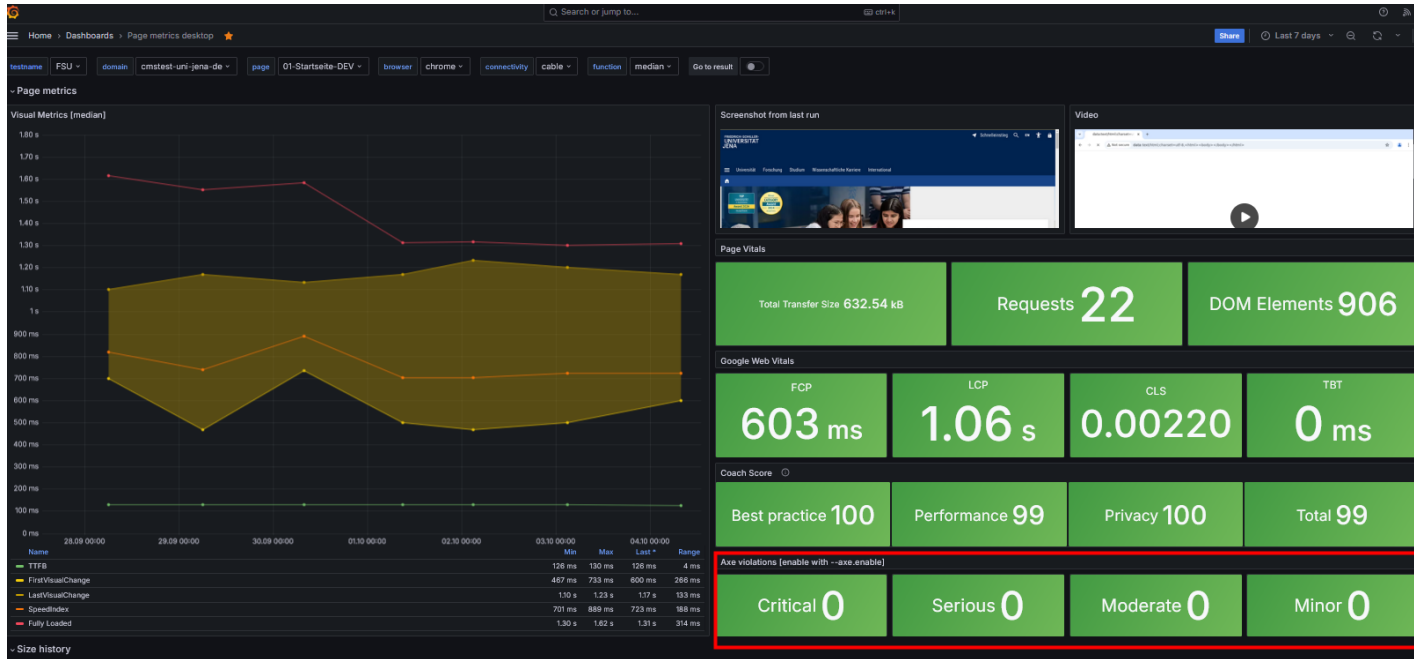 Search or jump to...
ctrl+k
Home › Dashboards › Page metrics desktop
Share
Last 7 days
testname FSU domain cmstest-uni-jena-de page 01-Startseite-DEV browser chrome connectivity cable function median Go to result
Page metrics
Visual Metrics [median]
1.80 s
1.70 s
1.60 s
1.50 s
1.40 s
1.30 s
1.20 s
1.10 s
1 s
900 ms
800 ms
700 ms
600 ms
500 ms
400 ms
300 ms
200 ms
100 ms
0 ms
28.09 00:00 29.09 00:00 30.09 00:00 01.10 00:00 02.10 00:00 03.10 00:00 04.10 00:00
Name Min Max Last * Range
TTFB 126 ms 130 ms 126 ms 4 ms
FirstVisualChange 467 ms 733 ms 600 ms 266 ms
LastVisualChange 1.10 s 1.23 s 1.17 s 133 ms
SpeedIndex 701 ms 889 ms 723 ms 188 ms
Fully Loaded 1.30 s 1.62 s 1.31 s 314 ms
Screenshot from last run
FRIEDRICH-SCHILLER-
UNIVERSITÄT
JENA
Schnelleinstieg
Universität Forschung Studium Wissenschaftliche Karriere International
Video
Page Vitals
Total Transfer Size 632.54 kB
Requests 22
DOM Elements 906
Google Web Vitals
FCP
603 ms
LCP
1.06 s
CLS
0.00220
TBT
0 ms
Coach Score
Best practice 100
Performance 99
Privacy 100
Total 99
Axe violations [enable with --axe.enable]
Critical 0
Serious 0
Moderate 0
Minor 0
Size history